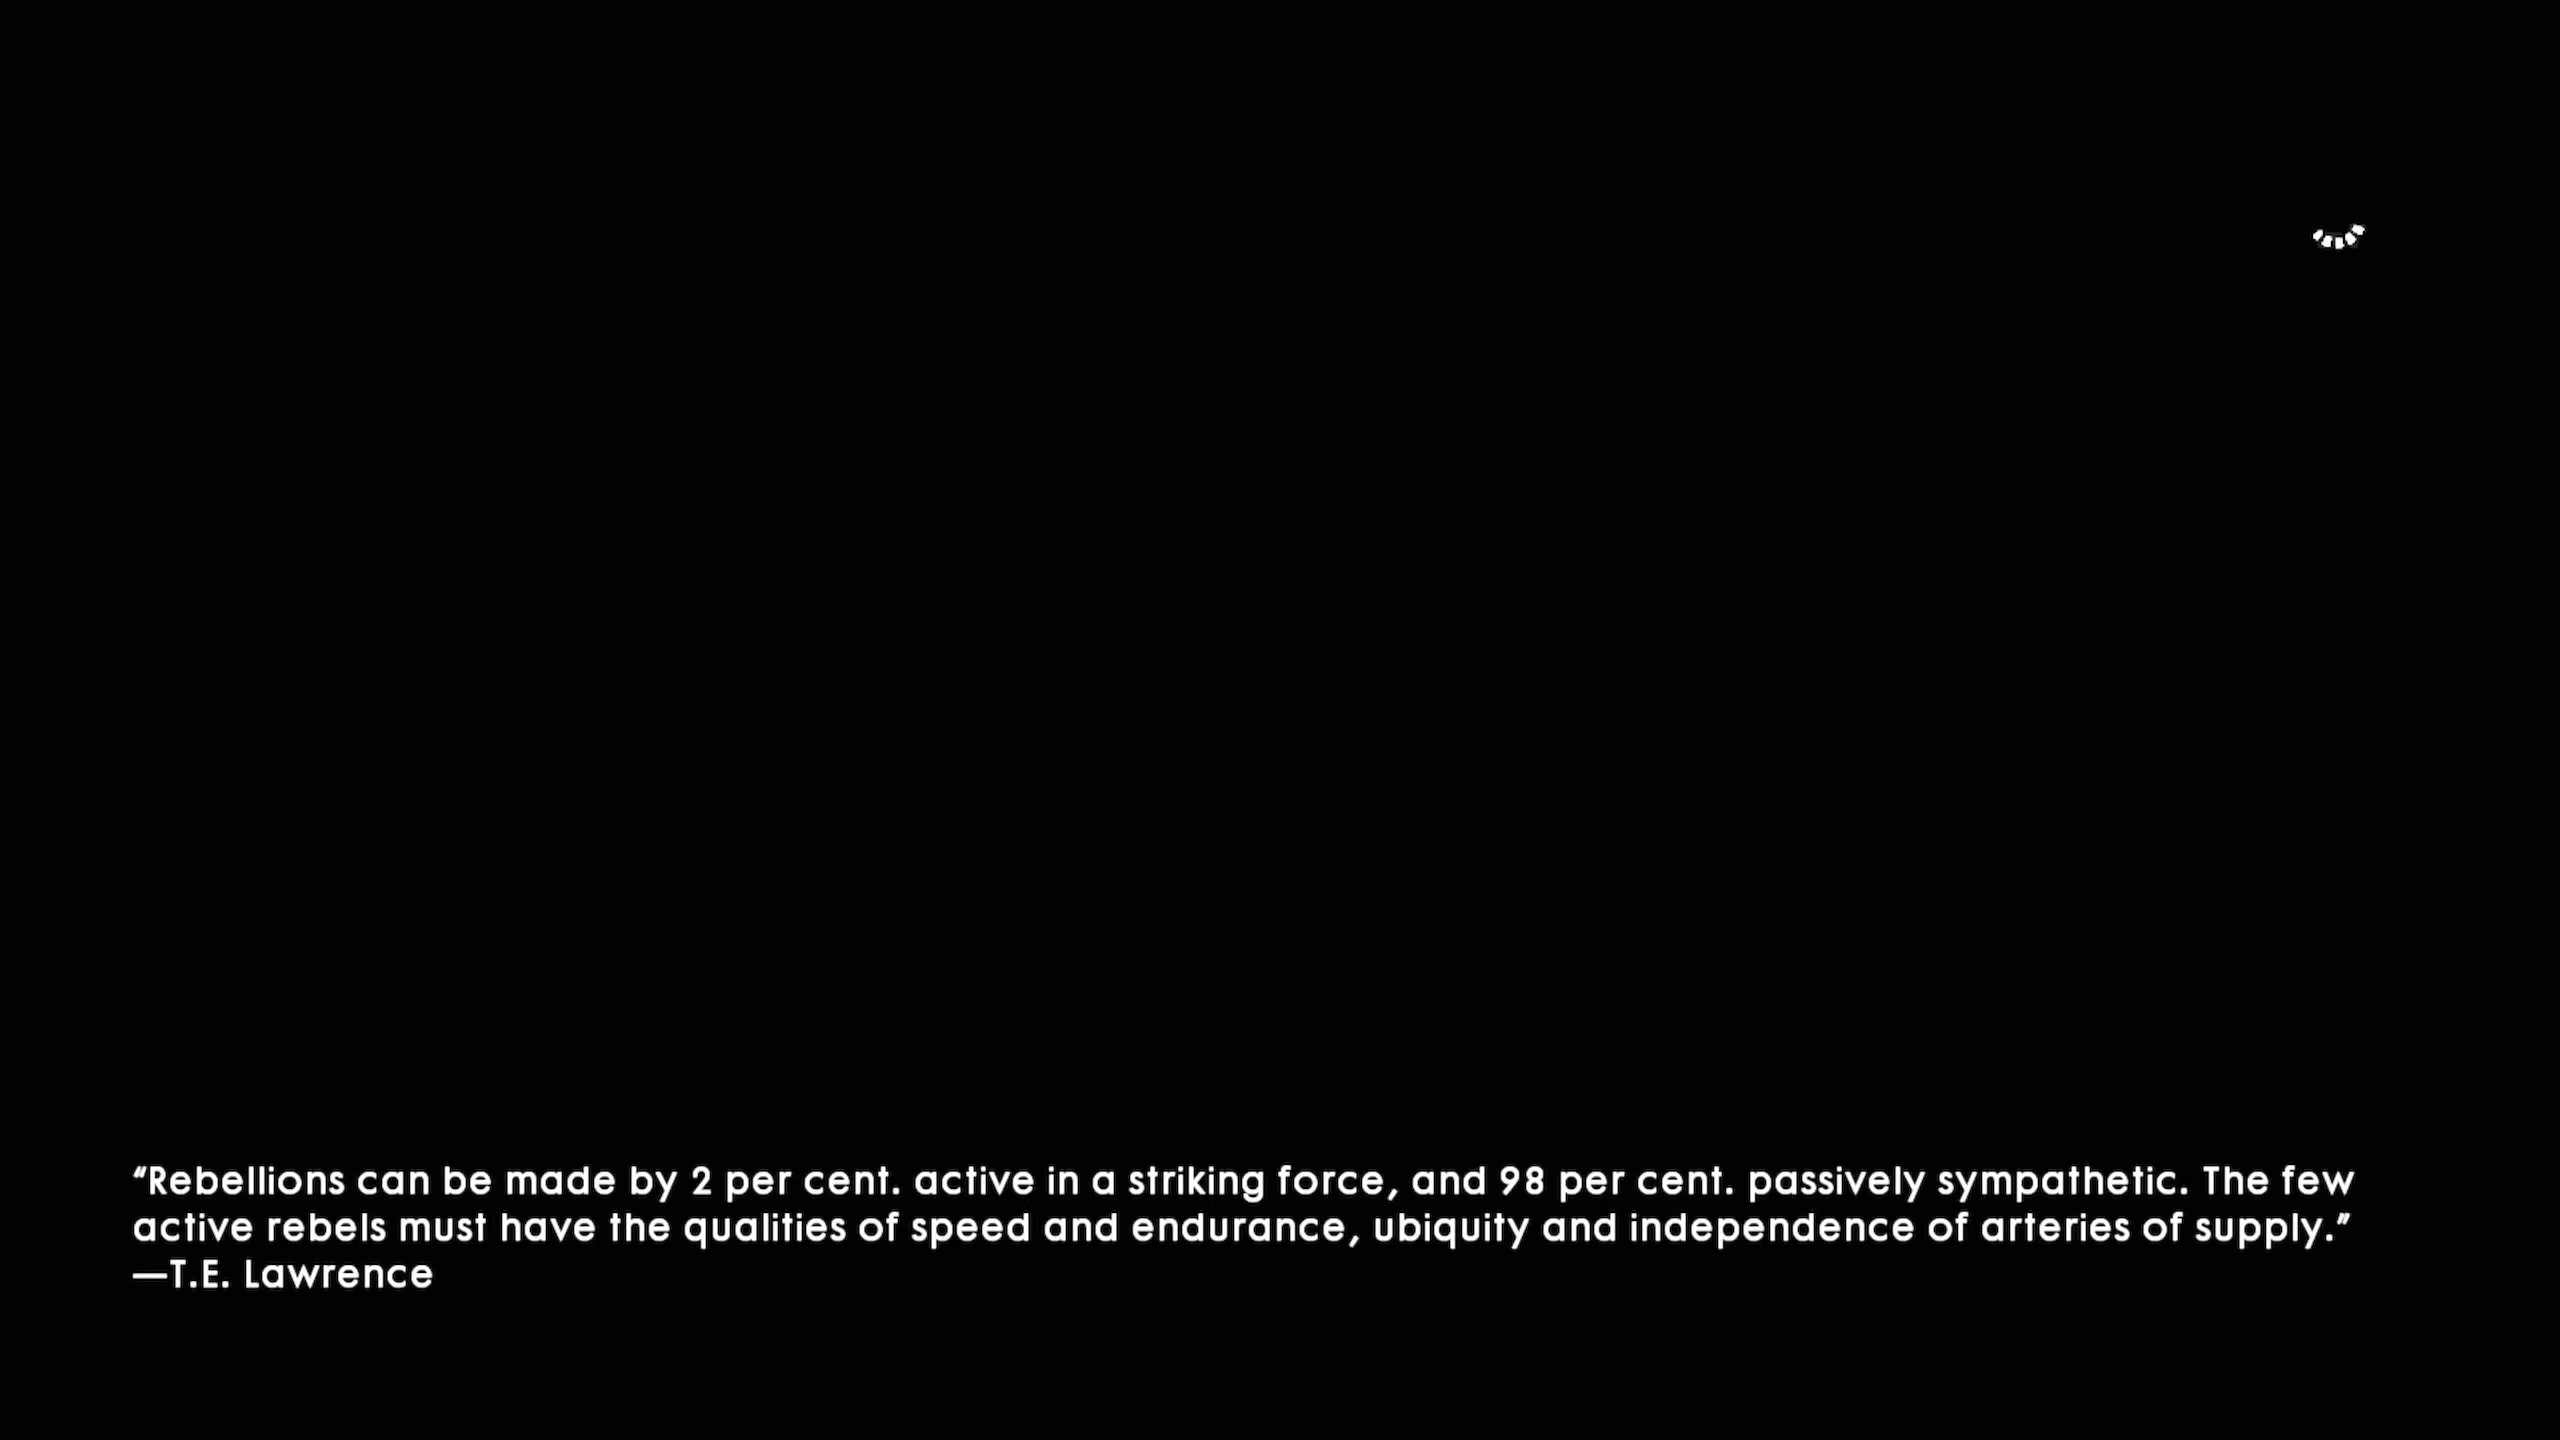 “Rebellions can be made by 2 per cent. active in a striking force, and 98 per cent. passively sympathetic. The few
active rebels must have the qualities of speed and endurance, ubiquity and independence of arteries of supply.”
—T.E. Lawrence